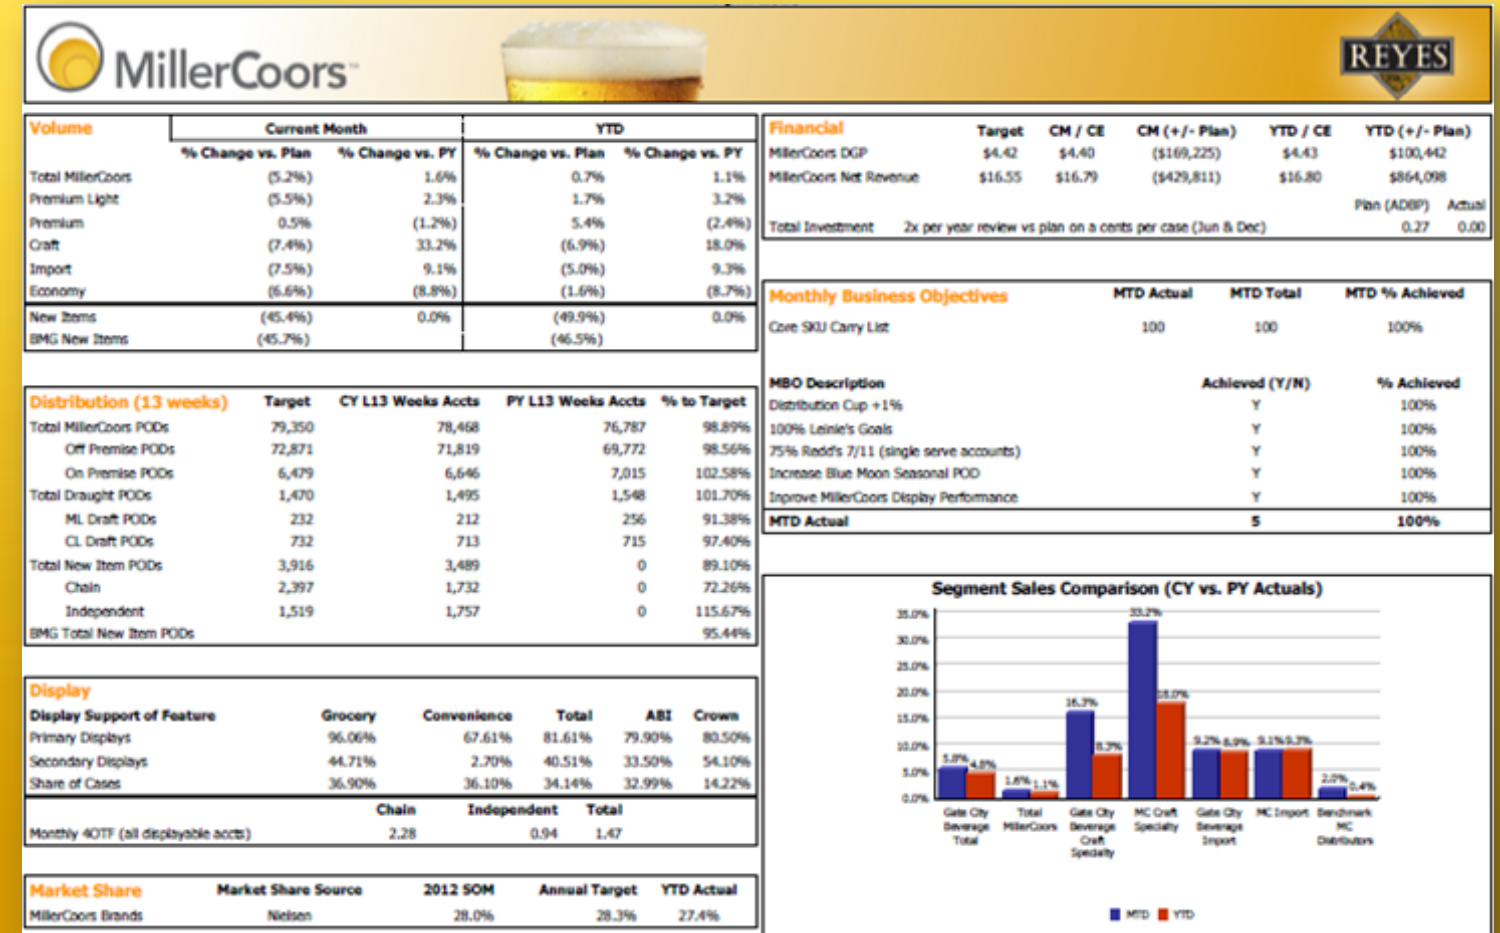 MillerCoors™
REYES
Volume Current Month YTD
% Change vs. Plan % Change vs. PY % Change vs. Plan % Change vs. PY
Total MillerCoors (5.2%) 1.6% 0.7% 1.1%
Premium Light (5.5%) 2.3% 1.7% 3.2%
Premium 0.5% (1.2%) 5.4% (2.4%)
Craft (7.4%) 33.2% (6.9%) 18.0%
Import (7.5%) 9.1% (5.0%) 9.3%
Economy (6.6%) (8.8%) (1.6%) (8.7%)
New Items (45.4%) 0.0% (49.9%) 0.0%
BMG New Items (45.7%) (46.5%)
Distribution (13 weeks) Target CY L13 Weeks Accts PY L13 Weeks Accts % to Target
Total MillerCoors PODs 79,350 78,468 76,787 98.89%
Off Premise PODs 72,871 71,819 69,772 98.56%
On Premise PODs 6,479 6,646 7,015 102.58%
Total Draught PODs 1,470 1,495 1,548 101.70%
ML Draft PODs 232 212 256 91.38%
CL Draft PODs 732 713 715 97.40%
Total New Item PODs 3,916 3,489 0 89.10%
Chain 2,397 1,732 0 72.26%
Independent 1,519 1,757 0 115.67%
BMG Total New Item PODs 95.44%
Display
Display Support of Feature Grocery Convenience Total ABI Crown
Primary Displays 96.06% 67.61% 81.61% 79.90% 80.50%
Secondary Displays 44.71% 2.70% 40.51% 33.50% 54.10%
Share of Cases 36.90% 36.10% 34.14% 32.99% 14.22%
Chain Independent Total
Monthly 4OTF (all displayable accts) 2.28 0.94 1.47
Market Share Market Share Source 2012 SOM Annual Target YTD Actual
MillerCoors Brands Nielsen 28.0% 28.3% 27.4%
Financial Target CM / CE CM (+/- Plan) YTD / CE YTD (+/- Plan)
MillerCoors DGP $4.42 $4.40 ($169,225) $4.43 $100,442
MillerCoors Net Revenue $16.55 $16.79 ($429,811) $16.80 $864,098
Plan (ADBP) Actual
Total Investment 2x per year review vs plan on a cents per case (Jun & Dec) 0.27 0.00
Monthly Business Objectives MTD Actual MTD Total MTD % Achieved
Core SKU Carry List 100 100 100%
MBO Description Achieved (Y/N) % Achieved
Distribution Cup +1% Y 100%
100% Leinie's Goals Y 100%
75% Redd's 7/11 (single serve accounts) Y 100%
Increase Blue Moon Seasonal POD Y 100%
Inprove MillerCoors Display Performance Y 100%
MTD Actual 5 100%
Segment Sales Comparison (CY vs. PY Actuals)
35.0%
30.0%
25.0%
20.0%
15.0%
10.0%
5.0%
0.0%
5.8% 4.8% 1.6% 1.1% 16.3% 8.3% 33.2% 18.0% 9.2% 8.9% 9.1% 9.3% 2.0% 0.4%
Gate City Total Gate City MC Craft Gate City MC Import Benchmark
Beverage MillerCoors Beverage Specialty Beverage MC
Total Craft Import Distributors
Specialty
MTD YTD